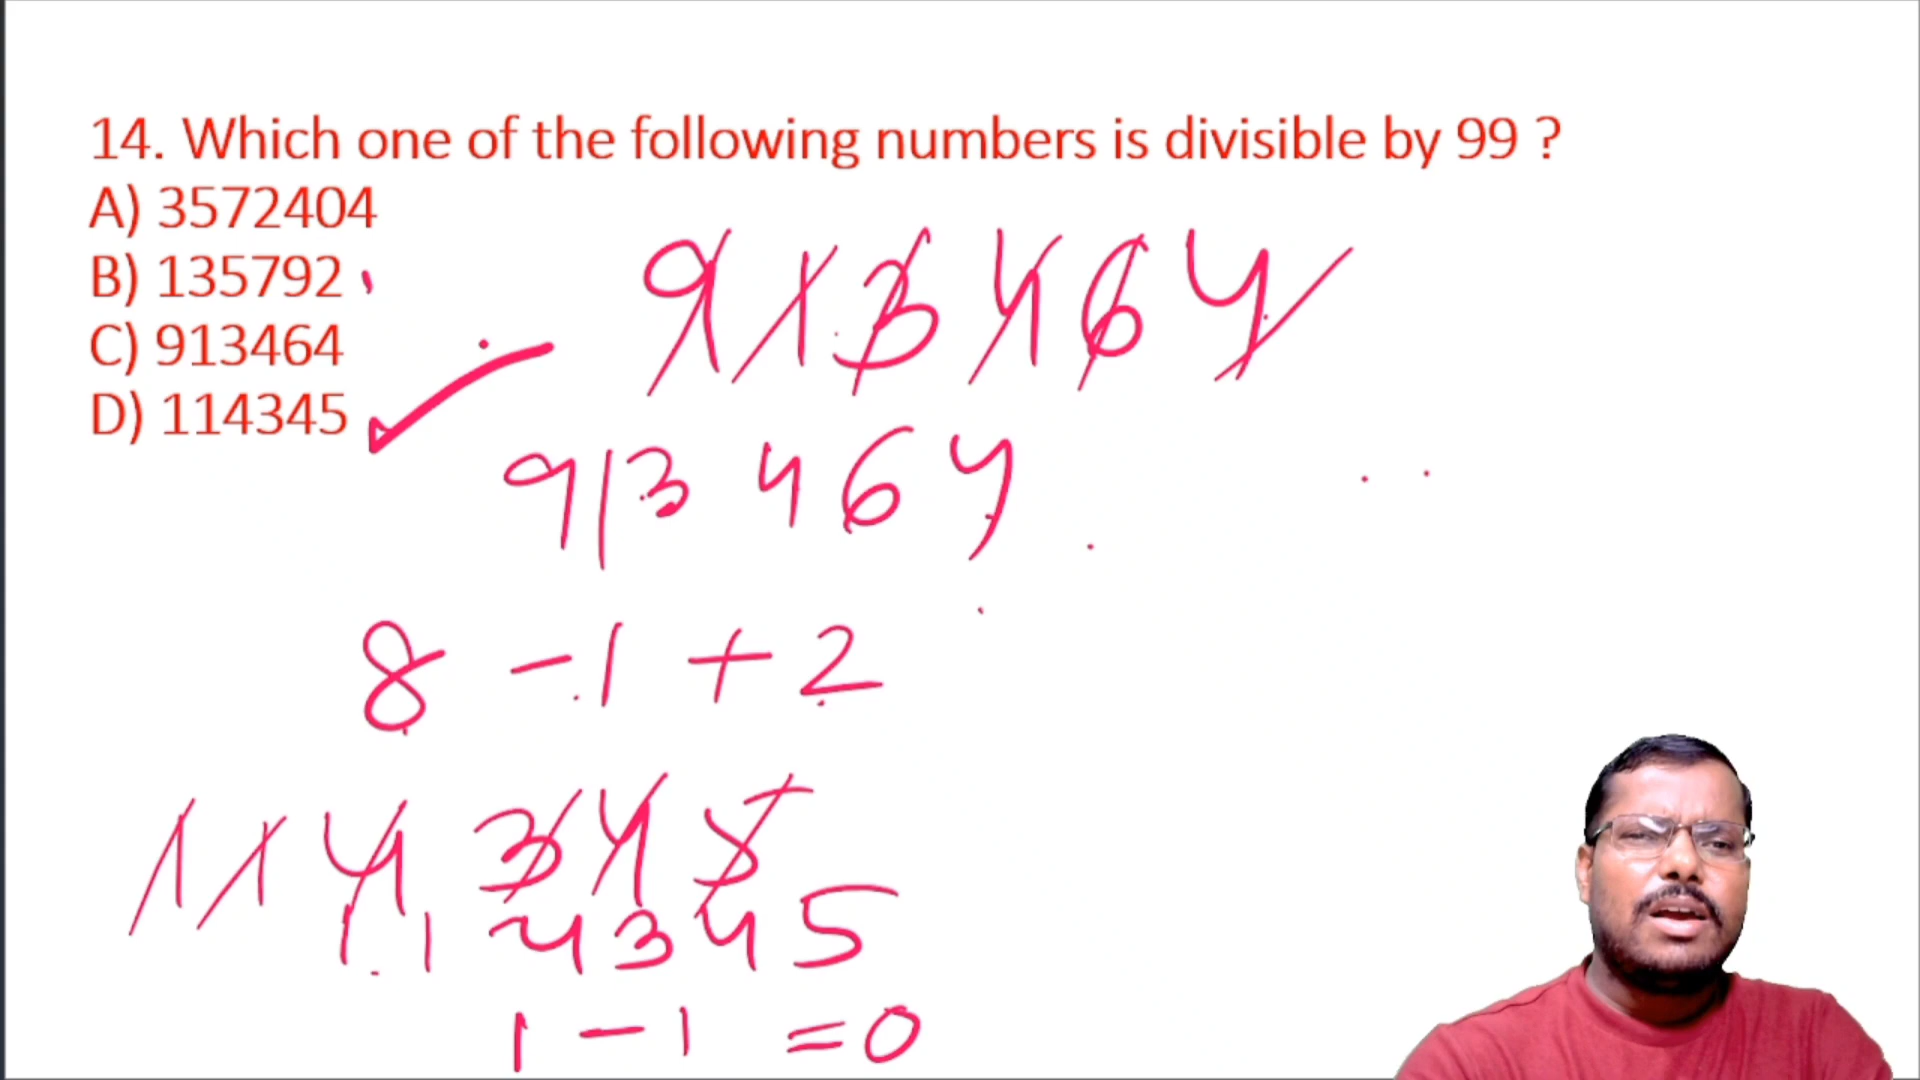 14. Which one of the following numbers is divisible by 99 ?
A) 3572404
B) 135792
C) 913464
D) 114345
913464
913464
8 - 1 + 2
114345
114345
1 - 1 = 0